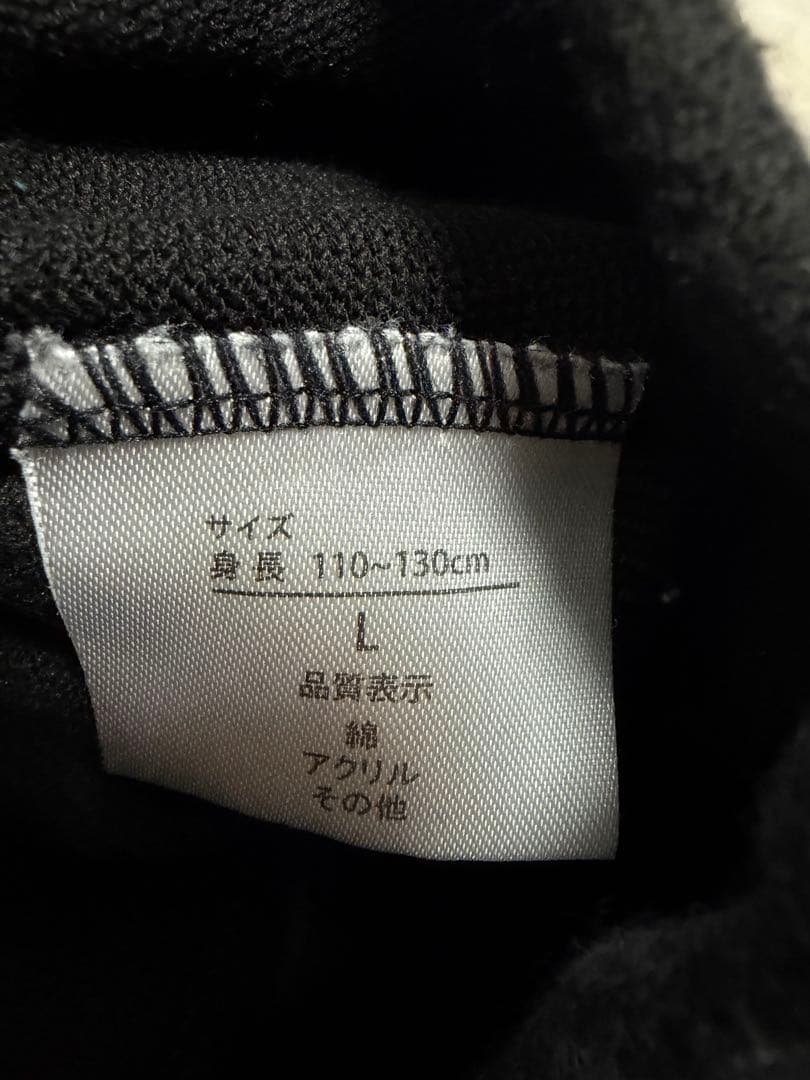 サイズ
身長 110~130cm
L
品質表示
綿
アクリル
その他